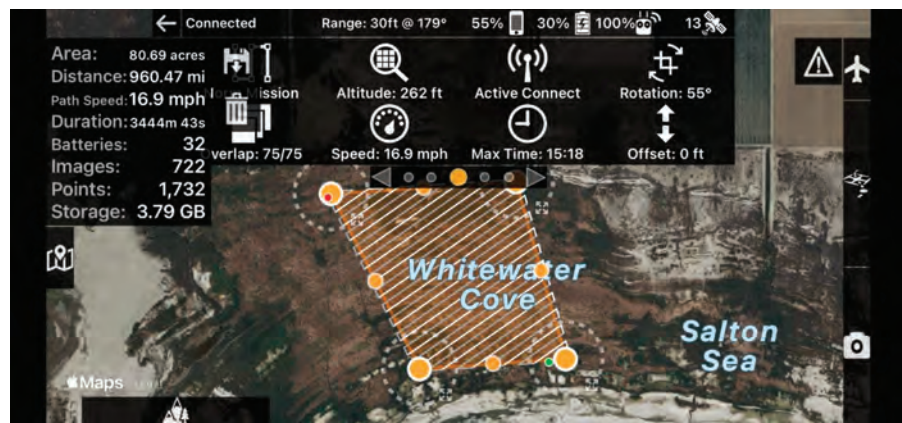 Connected Range: 30ft @ 179° 55% 30% 100% 13
Area: 80.69 acres
Distance: 960.47 mi
Path Speed: 16.9 mph
Duration: 3444m 43s
Batteries: 32
Images: 722
Points: 1,732
Storage: 3.79 GB
Mission Altitude: 262 ft Active Connect Rotation: 55°
verlap: 75/75 Speed: 16.9 mph Max Time: 15:18 Offset: 0 ft
Whitewater
Cove
Salton
Sea
Maps